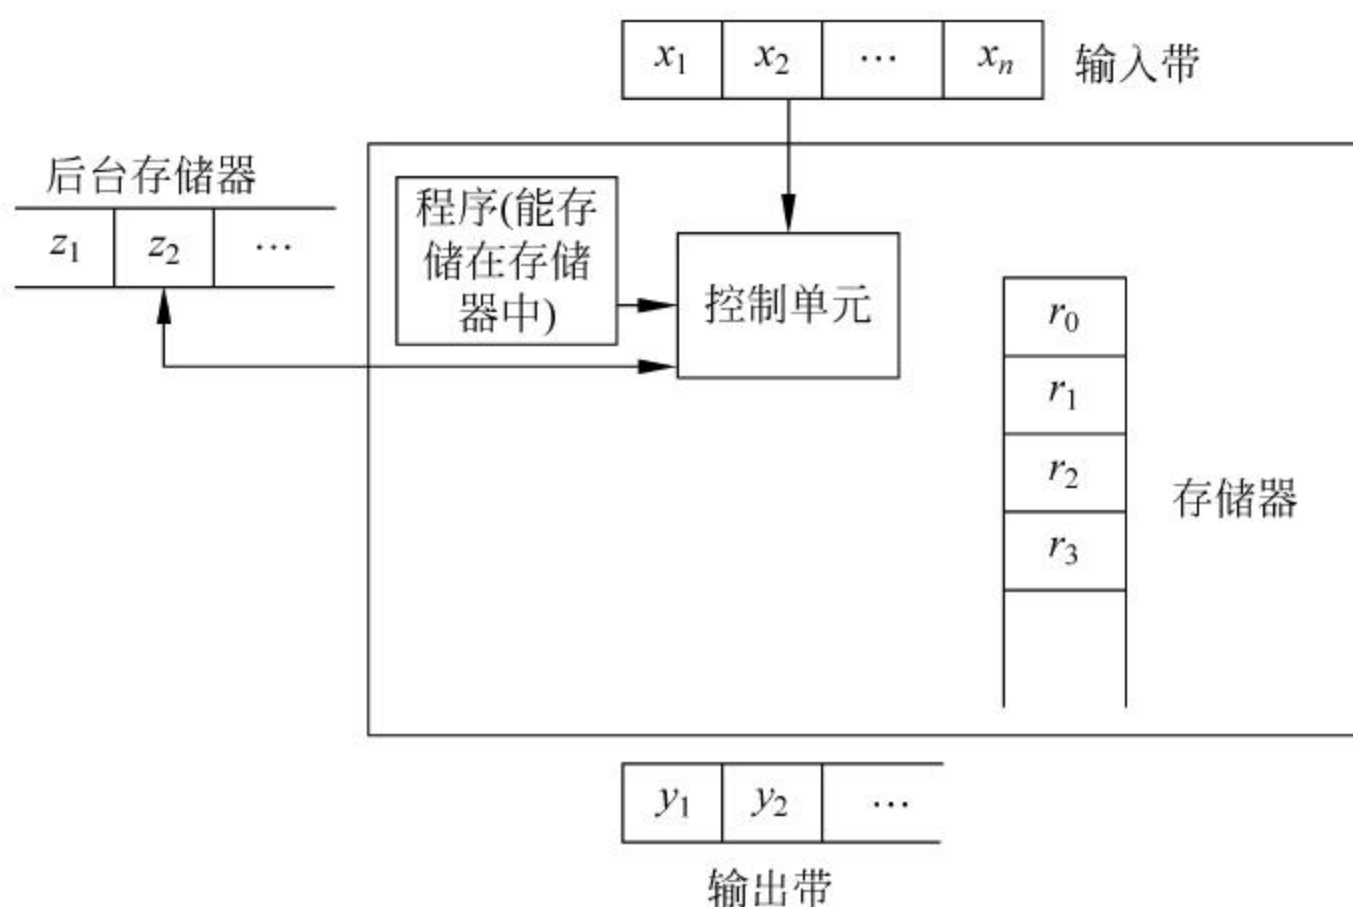 x₁ x₂ … xₙ 输入带
后台存储器
z₁ z₂ …
程序(能存
储在存储
器中)
控制单元
r₀
r₁
r₂
r₃
存储器
y₁ y₂ …
输出带